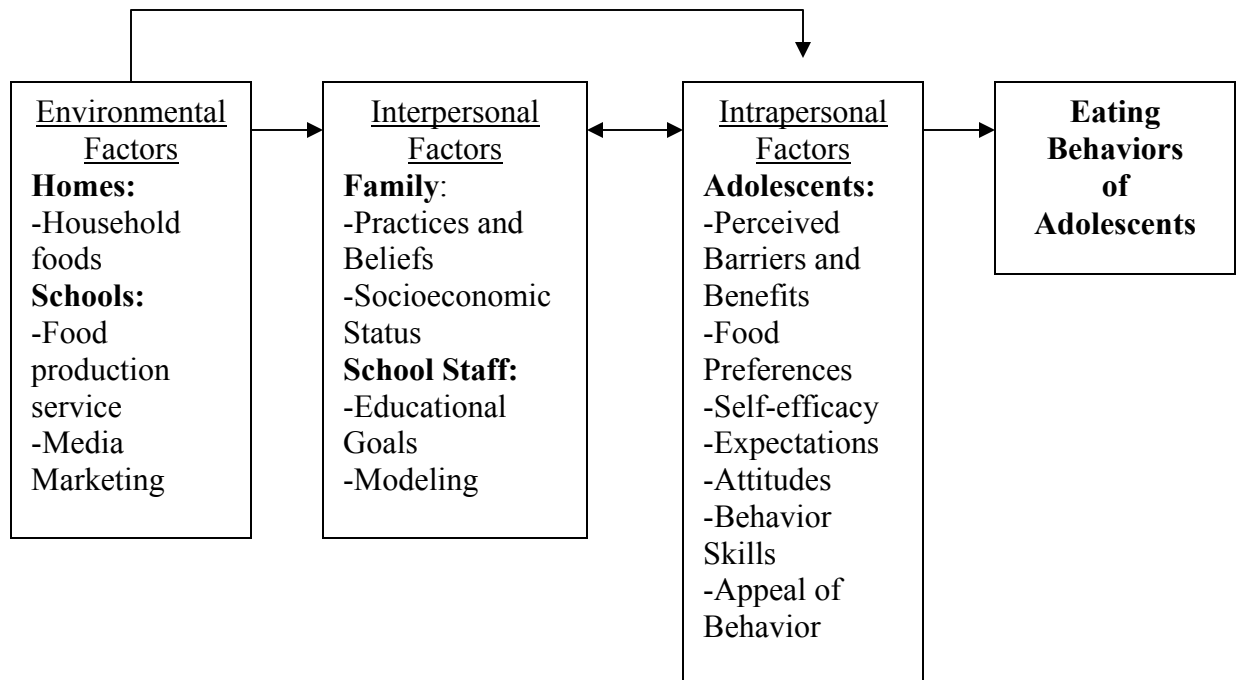 Environmental
Factors
Homes:
-Household
foods
Schools:
-Food
production
service
-Media
Marketing
Interpersonal
Factors
Family:
-Practices and
Beliefs
-Socioeconomic
Status
School Staff:
-Educational
Goals
-Modeling
Intrapersonal
Factors
Adolescents:
-Perceived
Barriers and
Benefits
-Food
Preferences
-Self-efficacy
-Expectations
-Attitudes
-Behavior
Skills
-Appeal of
Behavior
Eating
Behaviors
of
Adolescents